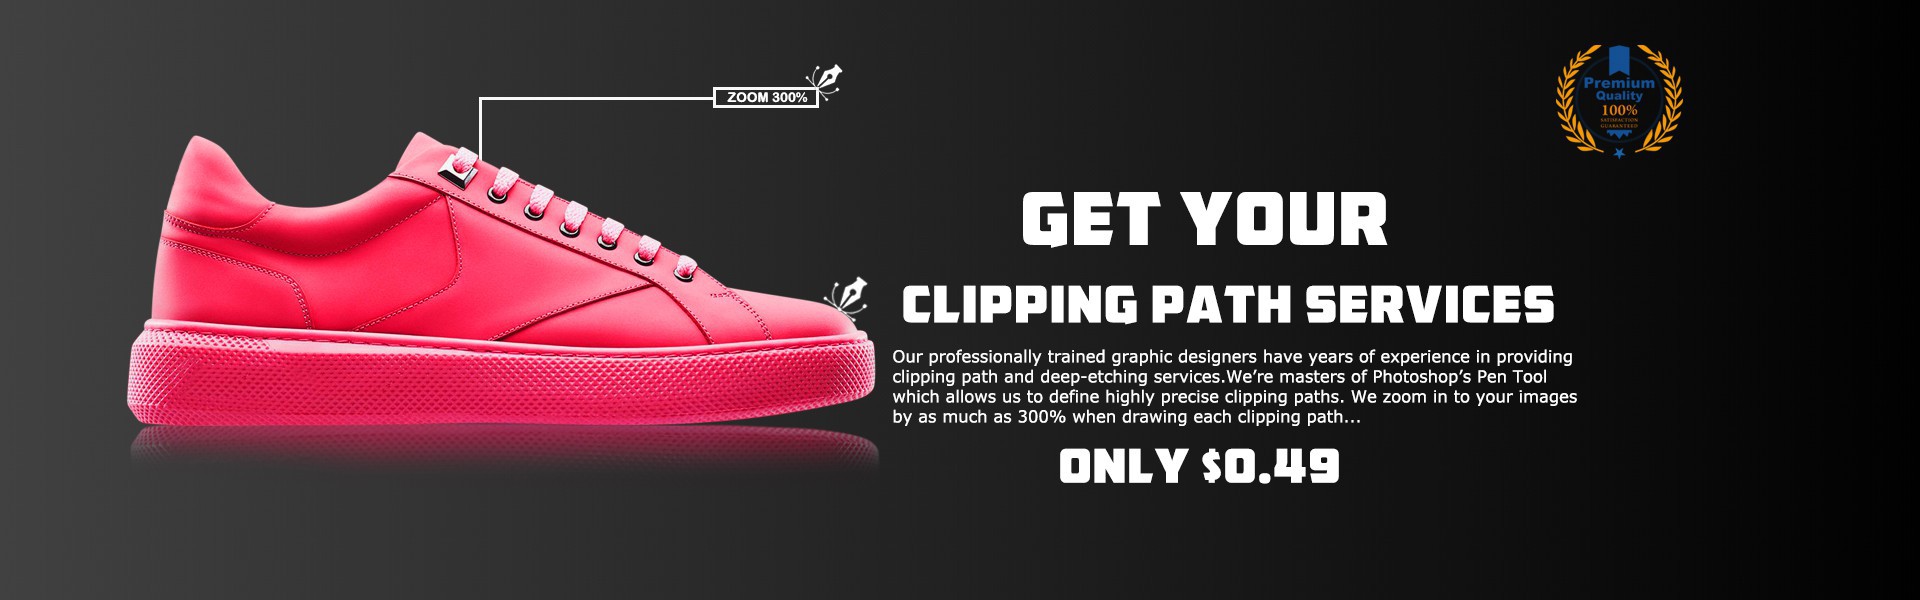 ZOOM 300%
Premium
Quality
100%
SATISFACTION
GUARANTEED
GET YOUR
CLIPPING PATH SERVICES
Our professionally trained graphic designers have years of experience in providing
clipping path and deep-etching services.We’re masters of Photoshop’s Pen Tool
which allows us to define highly precise clipping paths. We zoom in to your images
by as much as 300% when drawing each clipping path...
ONLY $0.49